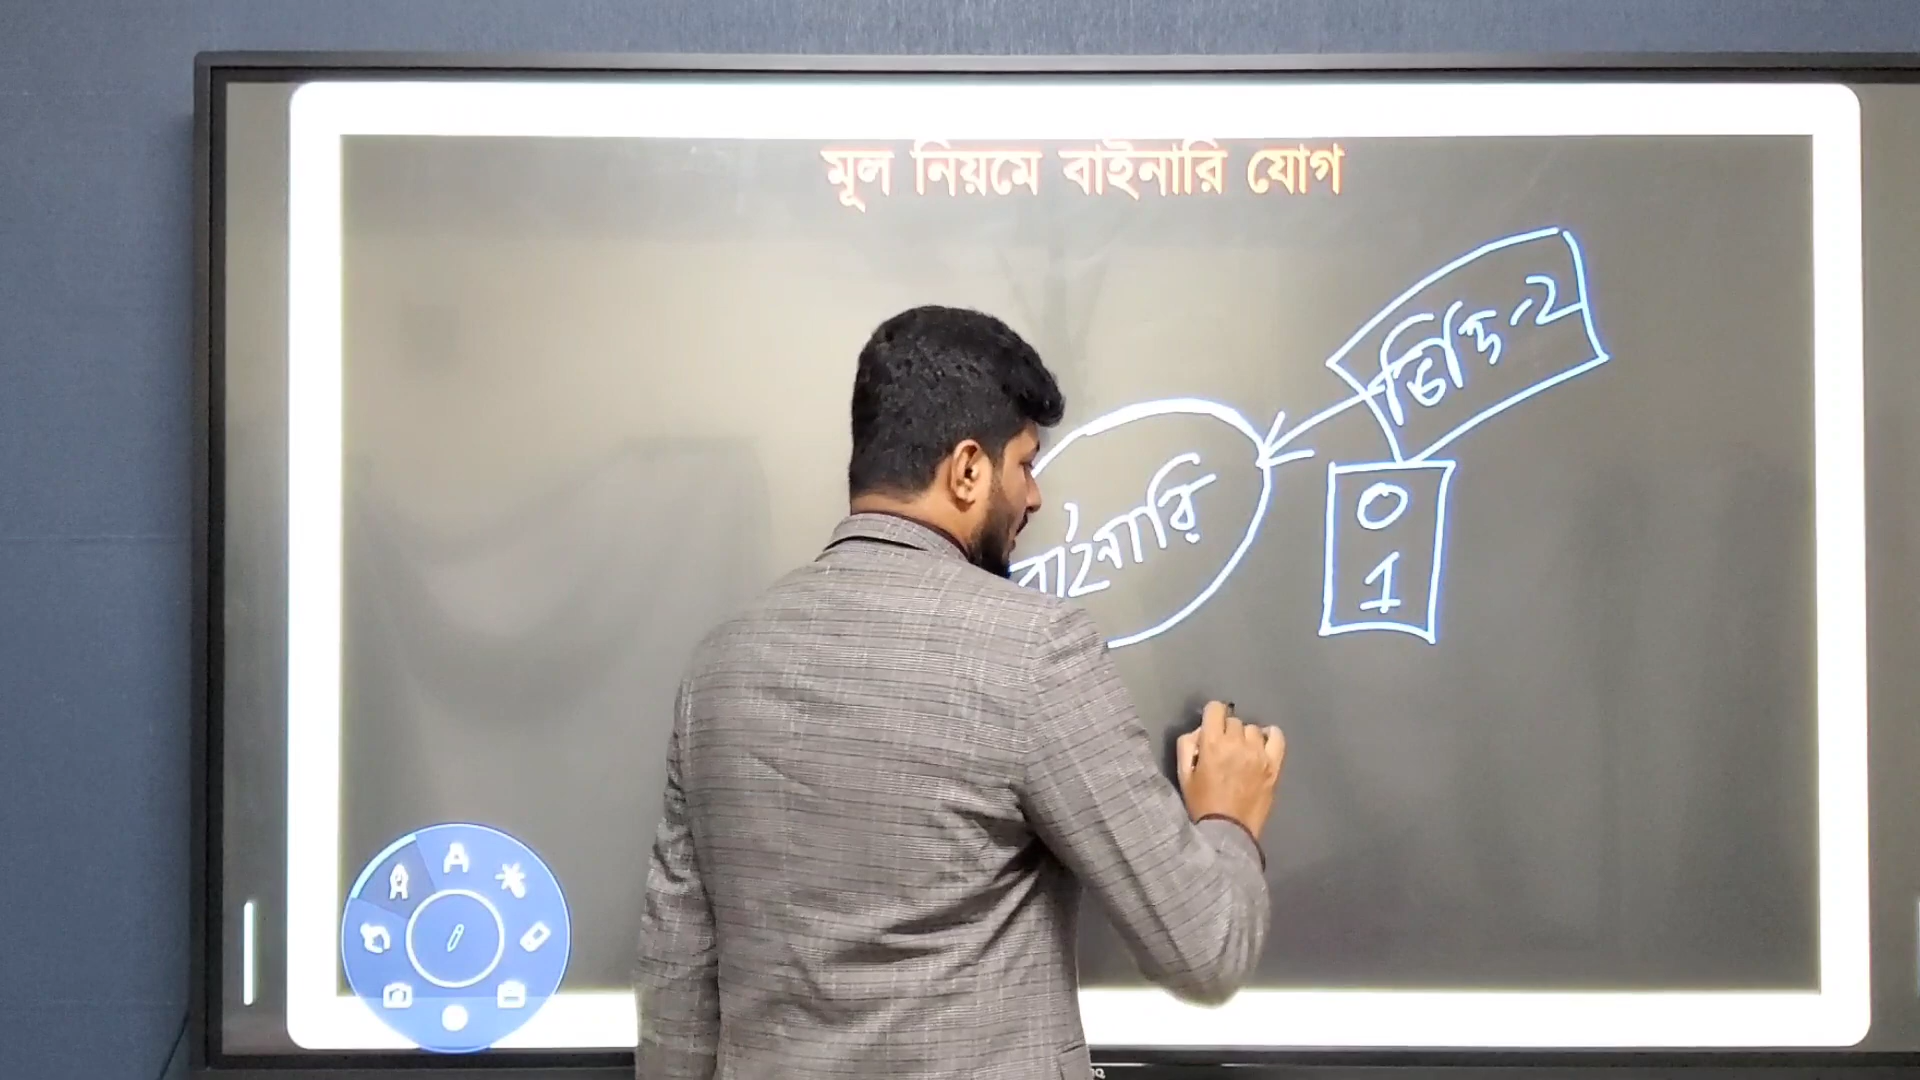 মূল নিয়মে বাইনারি যোগ
ভিত্তি-2
বাইনারি
0
1